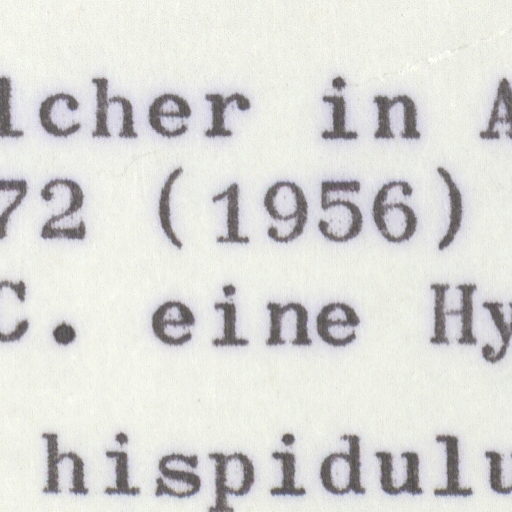 lcher in A
72 (1956)
C. eine Hy
hispidulu